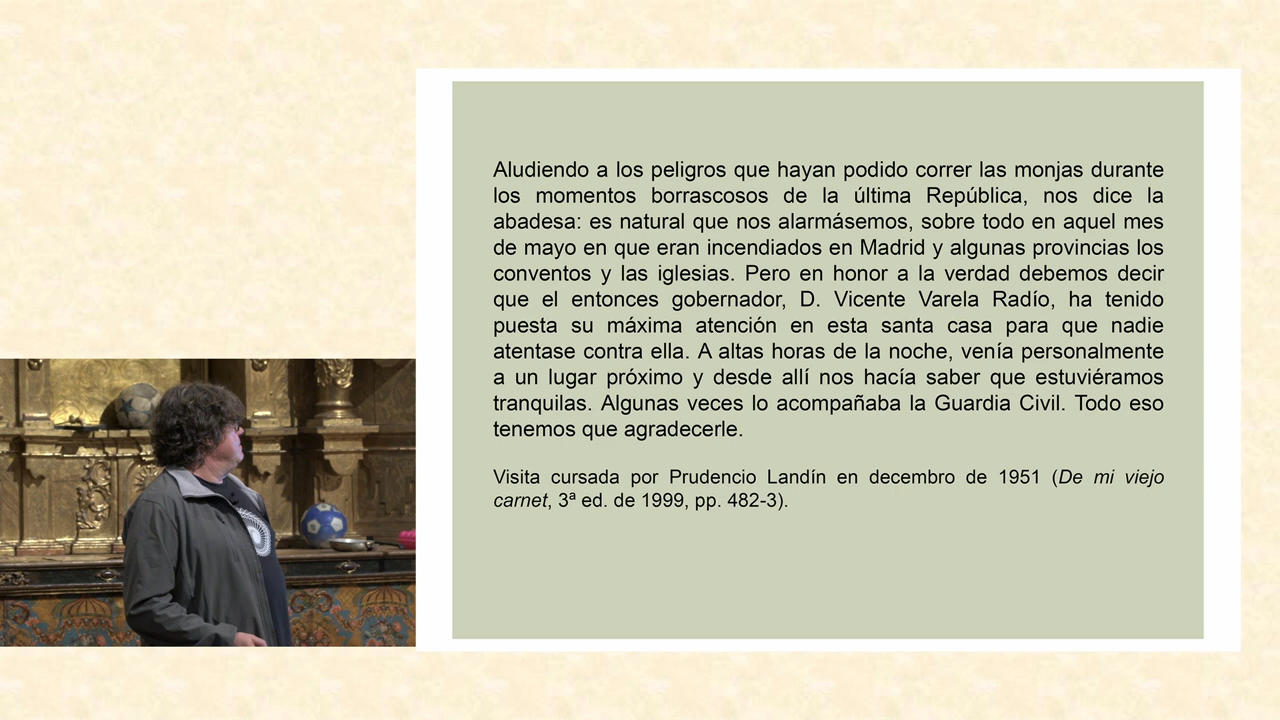 Aludiendo a los peligros que hayan podido correr las monjas durante
los momentos borrascosos de la última República, nos dice la
abadesa: es natural que nos alarmásemos, sobre todo en aquel mes
de mayo en que eran incendiados en Madrid y algunas provincias los
conventos y las iglesias. Pero en honor a la verdad debemos decir
que el entonces gobernador, D. Vicente Varela Radío, ha tenido
puesta su máxima atención en esta santa casa para que nadie
atentase contra ella. A altas horas de la noche, venía personalmente
a un lugar próximo y desde allí nos hacía saber que estuviéramos
tranquilas. Algunas veces lo acompañaba la Guardia Civil. Todo eso
tenemos que agradecerle.
Visita cursada por Prudencio Landín en decembro de 1951 (De mi viejo
carnet, 3ª ed. de 1999, pp. 482-3).